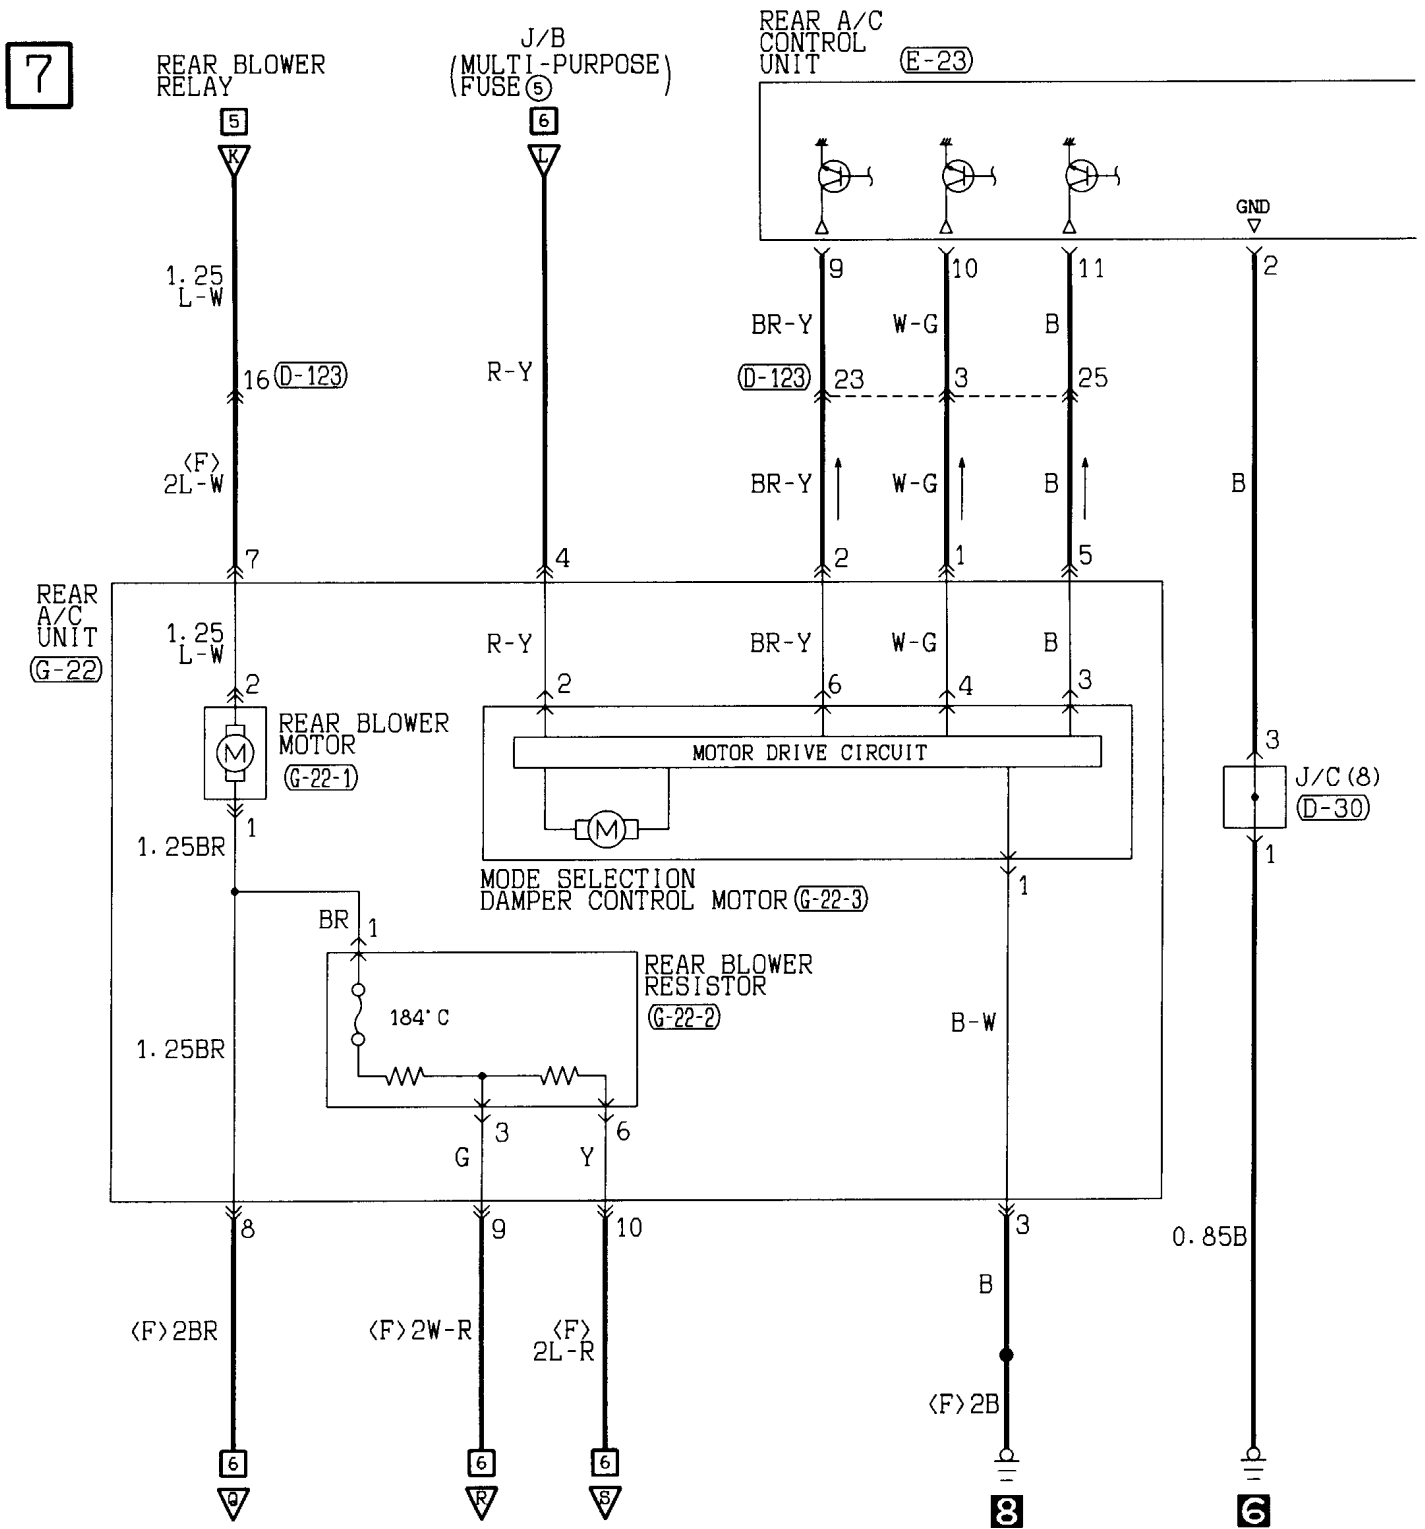 7
REAR BLOWER
RELAY
5
K
J/B
(MULTI-PURPOSE)
(FUSE⑤ )
6
L
REAR A/C
CONTROL
UNIT
E-23
GND
9
10
11
2
1.25
L-W
R-Y
BR-Y
W-G
B
16 D-123
D-123
23
3
25
<F>
2L-W
BR-Y
W-G
B
B
7
4
2
1
5
REAR
A/C
UNIT
G-22
1.25
L-W
R-Y
BR-Y
W-G
B
2
2
6
4
3
REAR BLOWER
MOTOR
G-22-1
M
MOTOR DRIVE CIRCUIT
M
3
J/C(8)
D-30
1
1
1.25BR
MODE SELECTION
DAMPER CONTROL MOTOR G-22-3
1
BR
1
REAR BLOWER
RESISTOR
G-22-2
184°C
1.25BR
B-W
3
6
G
Y
8
9
10
3
0.85B
B
<F>2BR
<F>2W-R
<F>
2L-R
<F>2B
6
6
6
Q
R
S
8
6